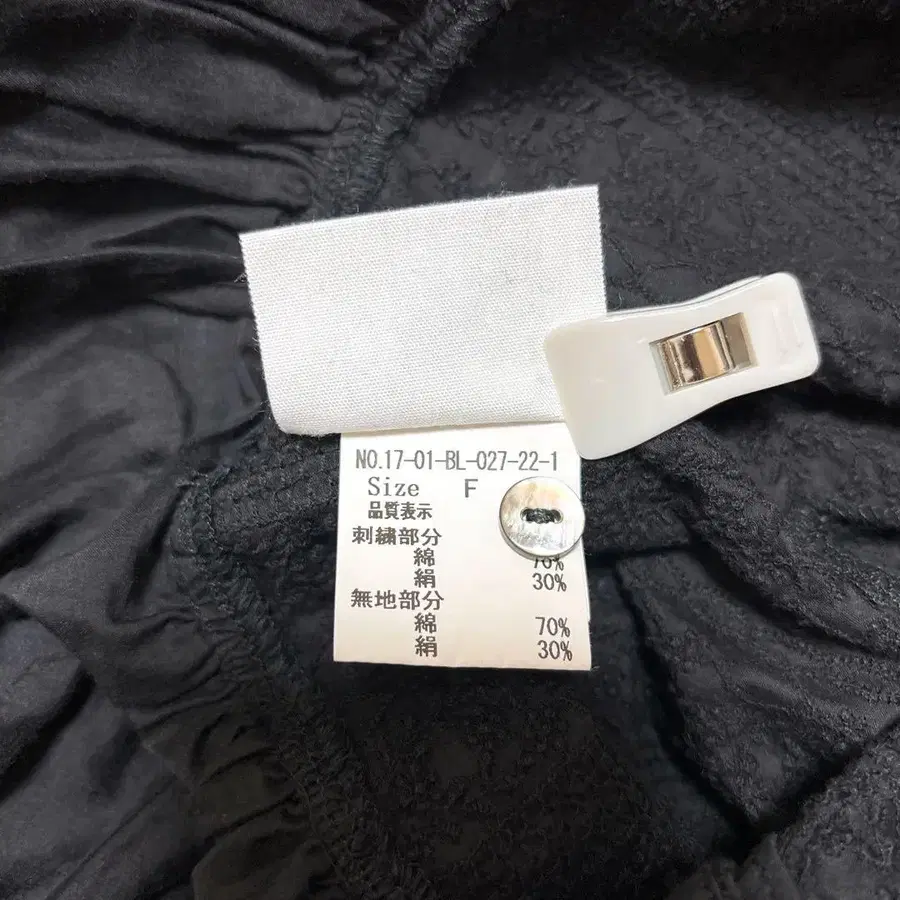 NO.17-01-BL-027-22-1
Size F
品質表示
刺繍部分
綿 70%
絹 30%
無地部分
綿 70%
絹 30%